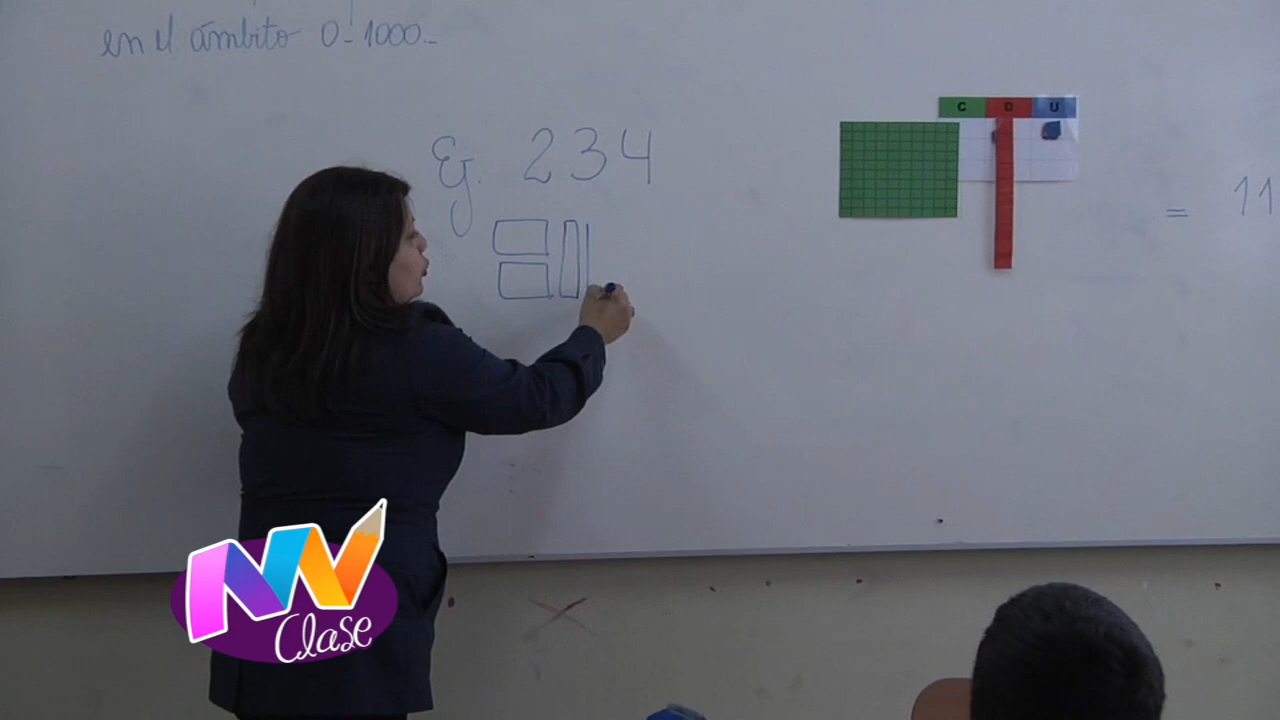 en el ámbito 0-1000.-
Ej. 234
C D U
= 11
Clase